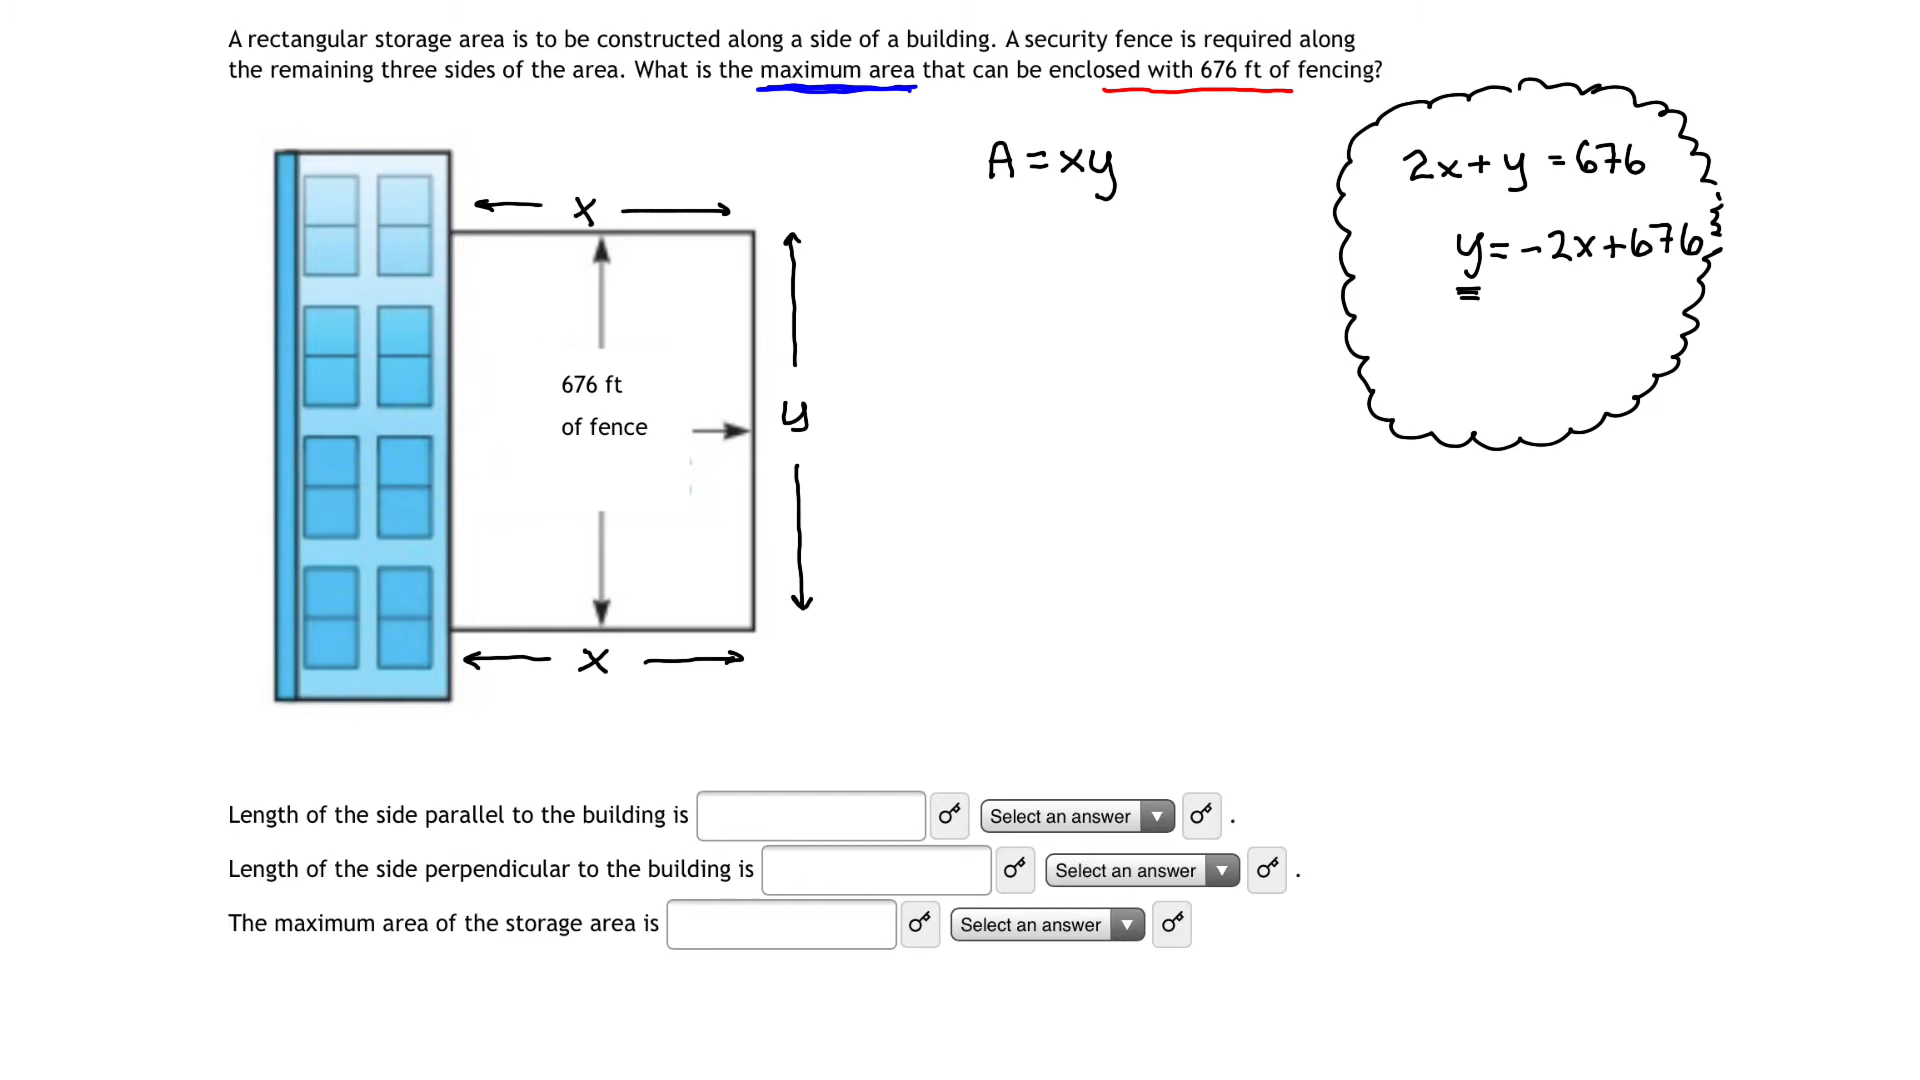 A rectangular storage area is to be constructed along a side of a building. A security fence is required along
the remaining three sides of the area. What is the maximum area that can be enclosed with 676 ft of fencing?
A = xy
2x + y = 676
y = -2x + 676
x
676 ft
of fence
y
x
Length of the side parallel to the building is Select an answer .
Length of the side perpendicular to the building is Select an answer .
The maximum area of the storage area is Select an answer